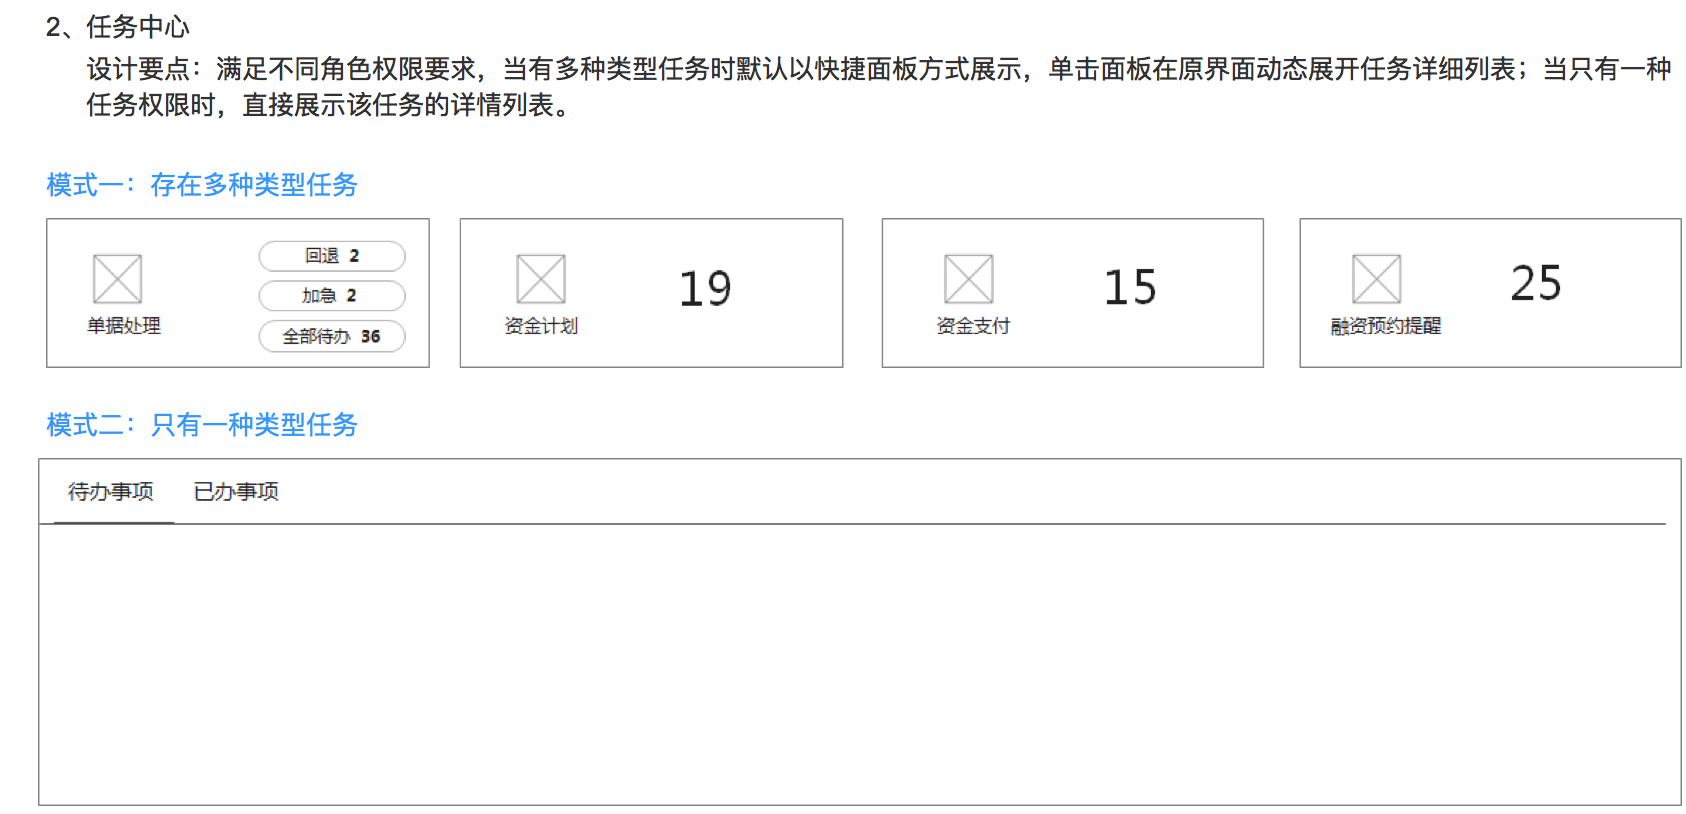 2、任务中心
设计要点：满足不同角色权限要求，当有多种类型任务时默认以快捷面板方式展示，单击面板在原界面动态展开任务详细列表；当只有一种
任务权限时，直接展示该任务的详情列表。
模式一：存在多种类型任务
回退 2
加急 2
全部待办 36
单据处理
19
资金计划
15
资金支付
25
融资预约提醒
模式二：只有一种类型任务
待办事项 已办事项